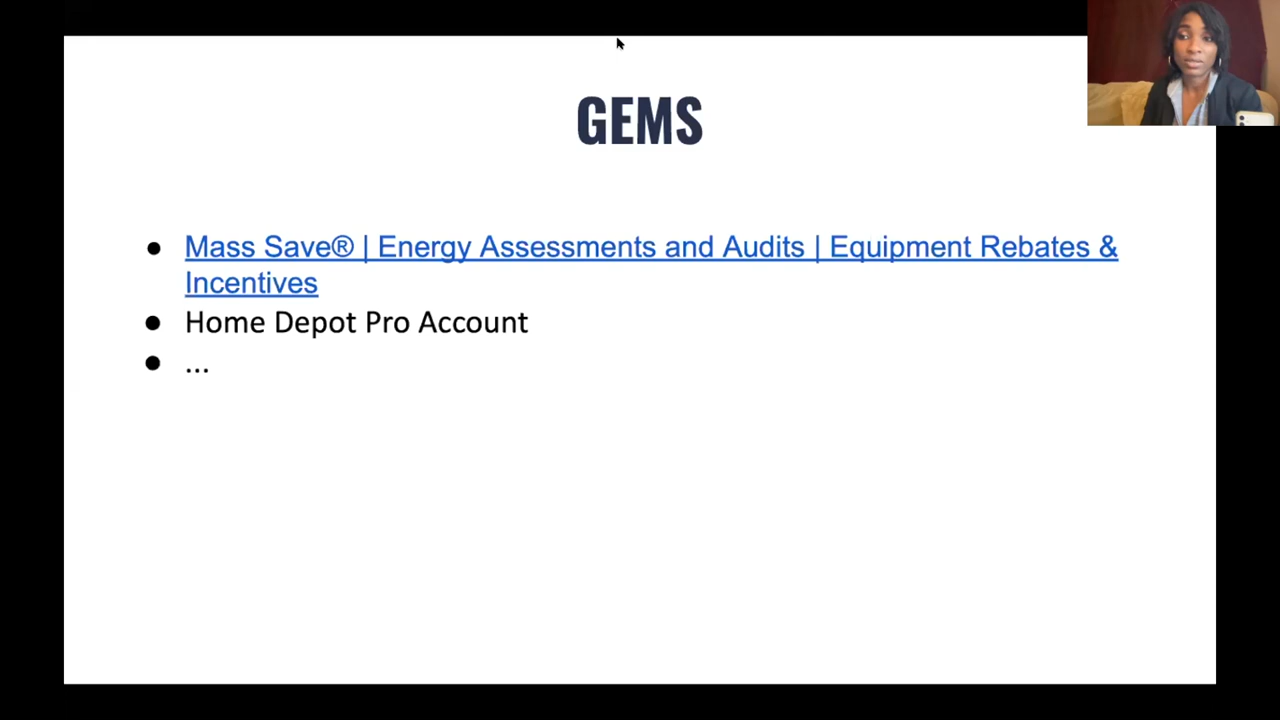 GEMS
● Mass Save® | Energy Assessments and Audits | Equipment Rebates &
Incentives
● Home Depot Pro Account
● ...